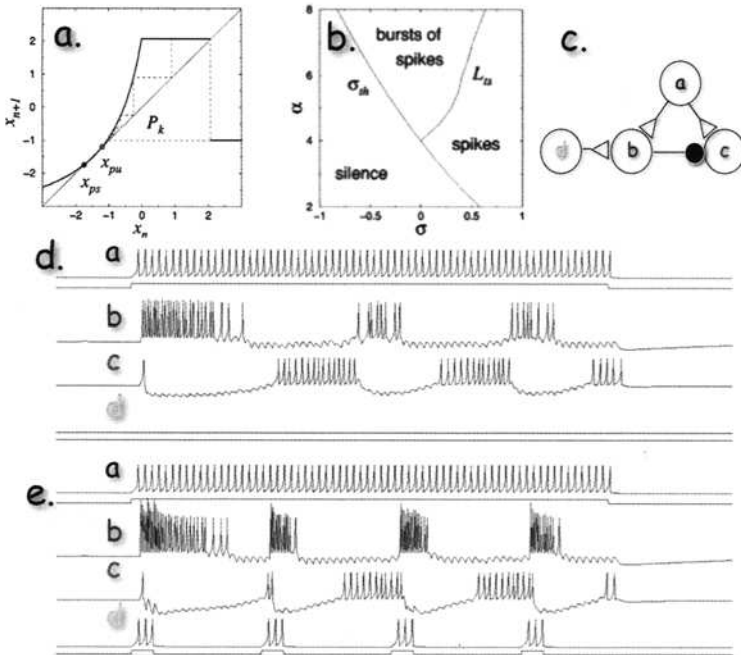 a.
x_{n+1}
2
1
0
-1
-2
P_k
x_{pu}
x_{ps}
-3 -2 -1 0 1 2 3
x_n
b.
α
8
6
4
2
bursts of
spikes
σ_{th}
L_{ts}
spikes
silence
-1 -0.5 0 0.5 1
σ
c.
a
d b c
d.
a
b
c
d
e.
a
b
c
d